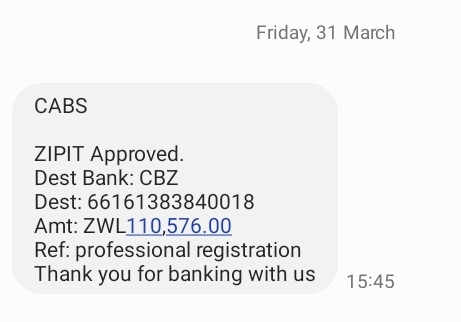 Friday, 31 March
CABS
ZIPIT Approved.
Dest Bank: CBZ
Dest: 66161383840018
Amt: ZWL110,576.00
Ref: professional registration
Thank you for banking with us
15:45